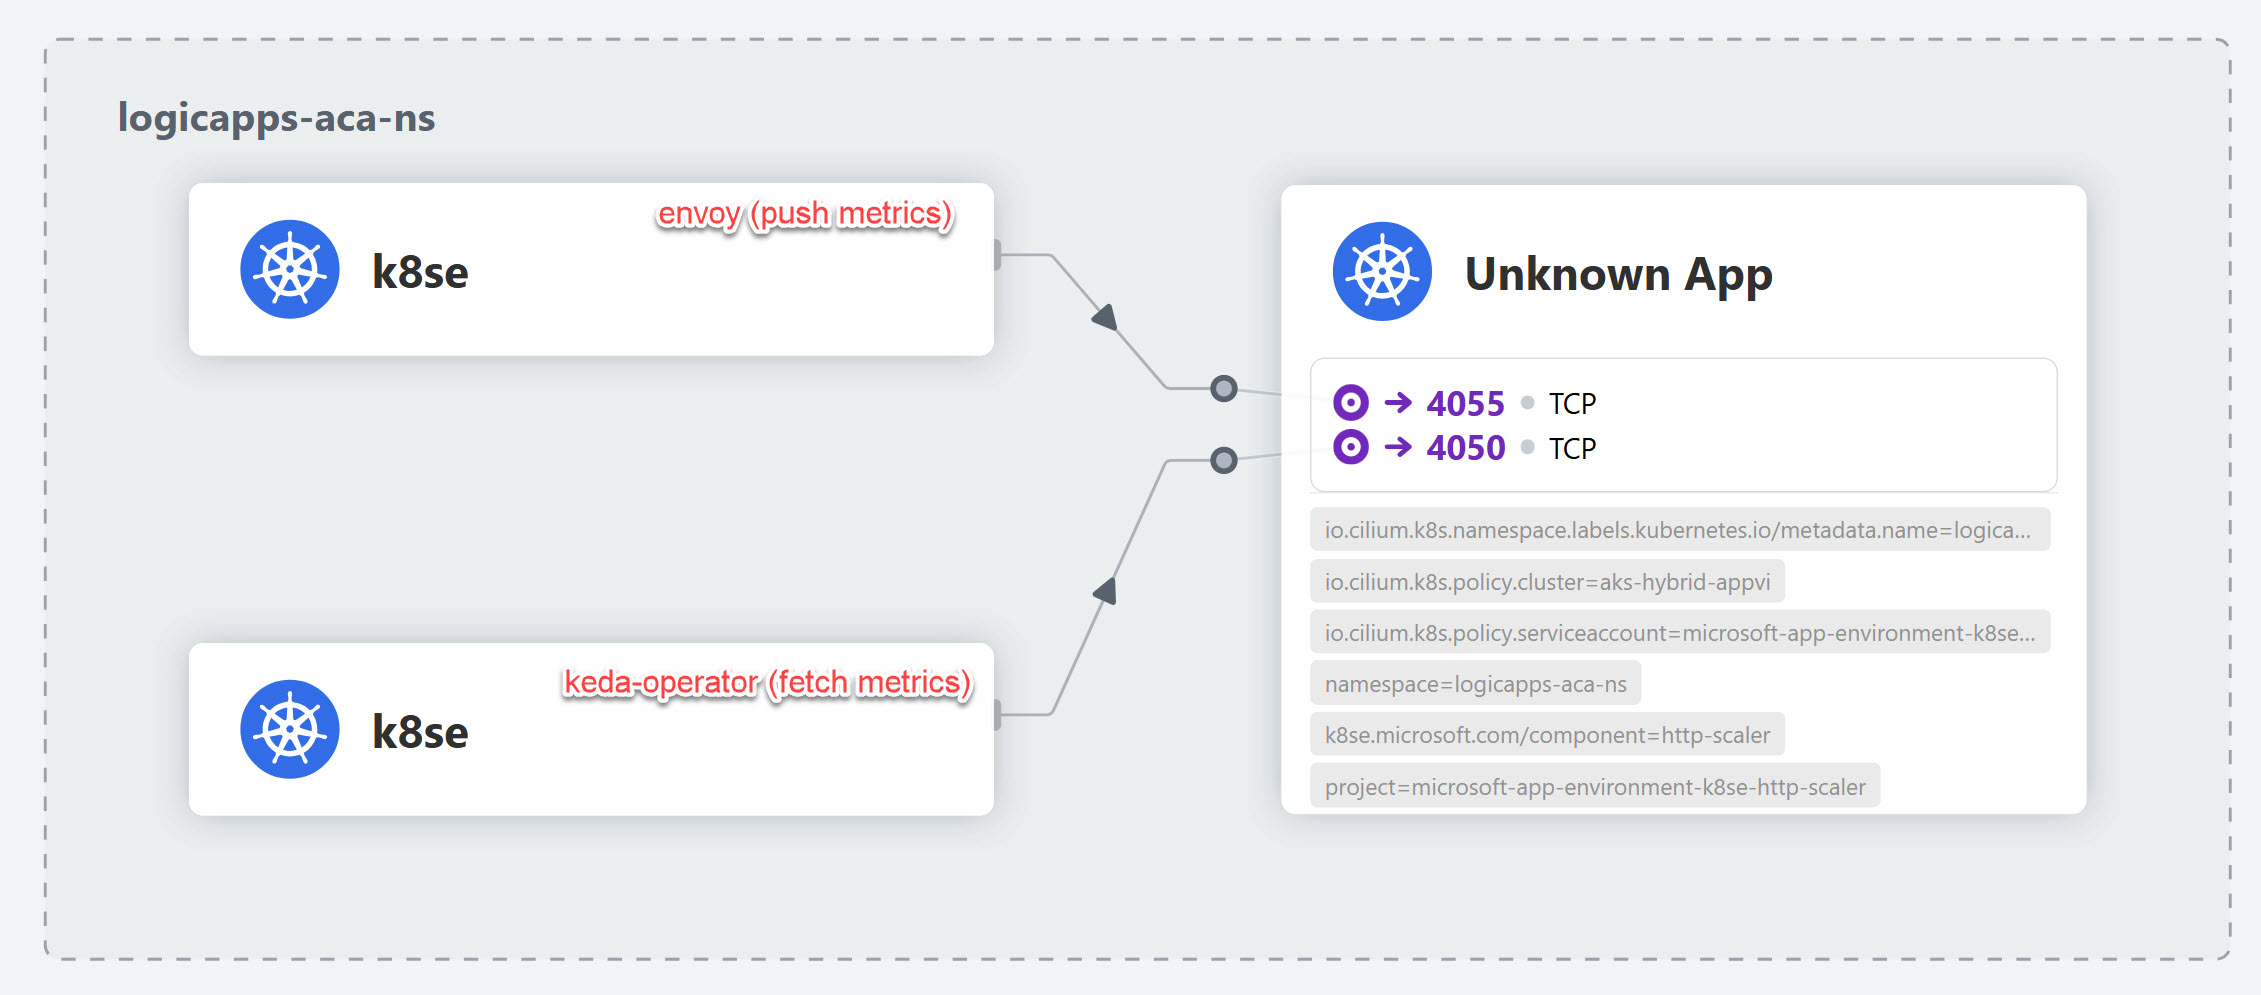 logicapps-aca-ns
envoy (push metrics)
k8se
keda-operator (fetch metrics)
k8se
Unknown App
4055 TCP
4050 TCP
io.cilium.k8s.namespace.labels.kubernetes.io/metadata.name=logica...
io.cilium.k8s.policy.cluster=aks-hybrid-appvi
io.cilium.k8s.policy.serviceaccount=microsoft-app-environment-k8se...
namespace=logicapps-aca-ns
k8se.microsoft.com/component=http-scaler
project=microsoft-app-environment-k8se-http-scaler